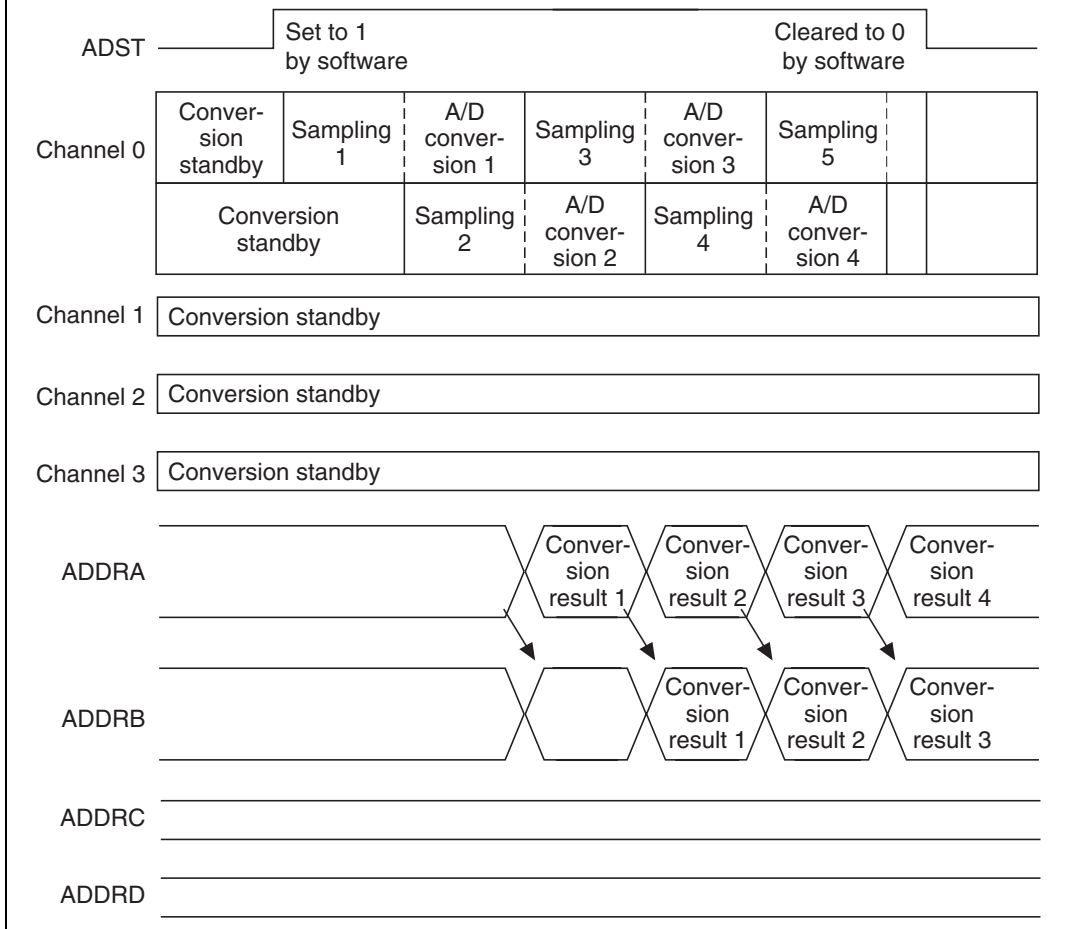 ADST
Set to 1
by software
Cleared to 0
by software
Channel 0
Conver-
sion
standby
Sampling
1
A/D
conver-
sion 1
Sampling
3
A/D
conver-
sion 3
Sampling
5
Conversion
standby
Sampling
2
A/D
conver-
sion 2
Sampling
4
A/D
conver-
sion 4
Channel 1
Conversion standby
Channel 2
Conversion standby
Channel 3
Conversion standby
ADDRA
Conver-
sion
result 1
Conver-
sion
result 2
Conver-
sion
result 3
Conver-
sion
result 4
ADDRB
Conver-
sion
result 1
Conver-
sion
result 2
Conver-
sion
result 3
ADDRC
ADDRD